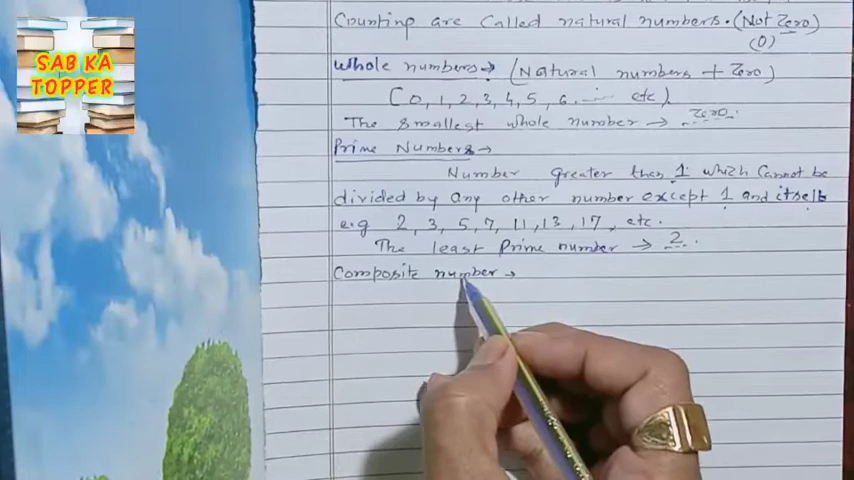 SAB KA
TOPPER
Counting are Called natural numbers. (Not Zero)
(0)
Whole numbers → (Natural numbers + Zero)
(0, 1, 2, 3, 4, 5, 6, ...... etc)
The smallest whole number → zero.
Prime Numbers →
Number greater than 1 which Cannot be
divided by any other number except 1 and itself
e.g 2, 3, 5, 7, 11, 13, 17, etc.
The least Prime number → 2.
Composite number →